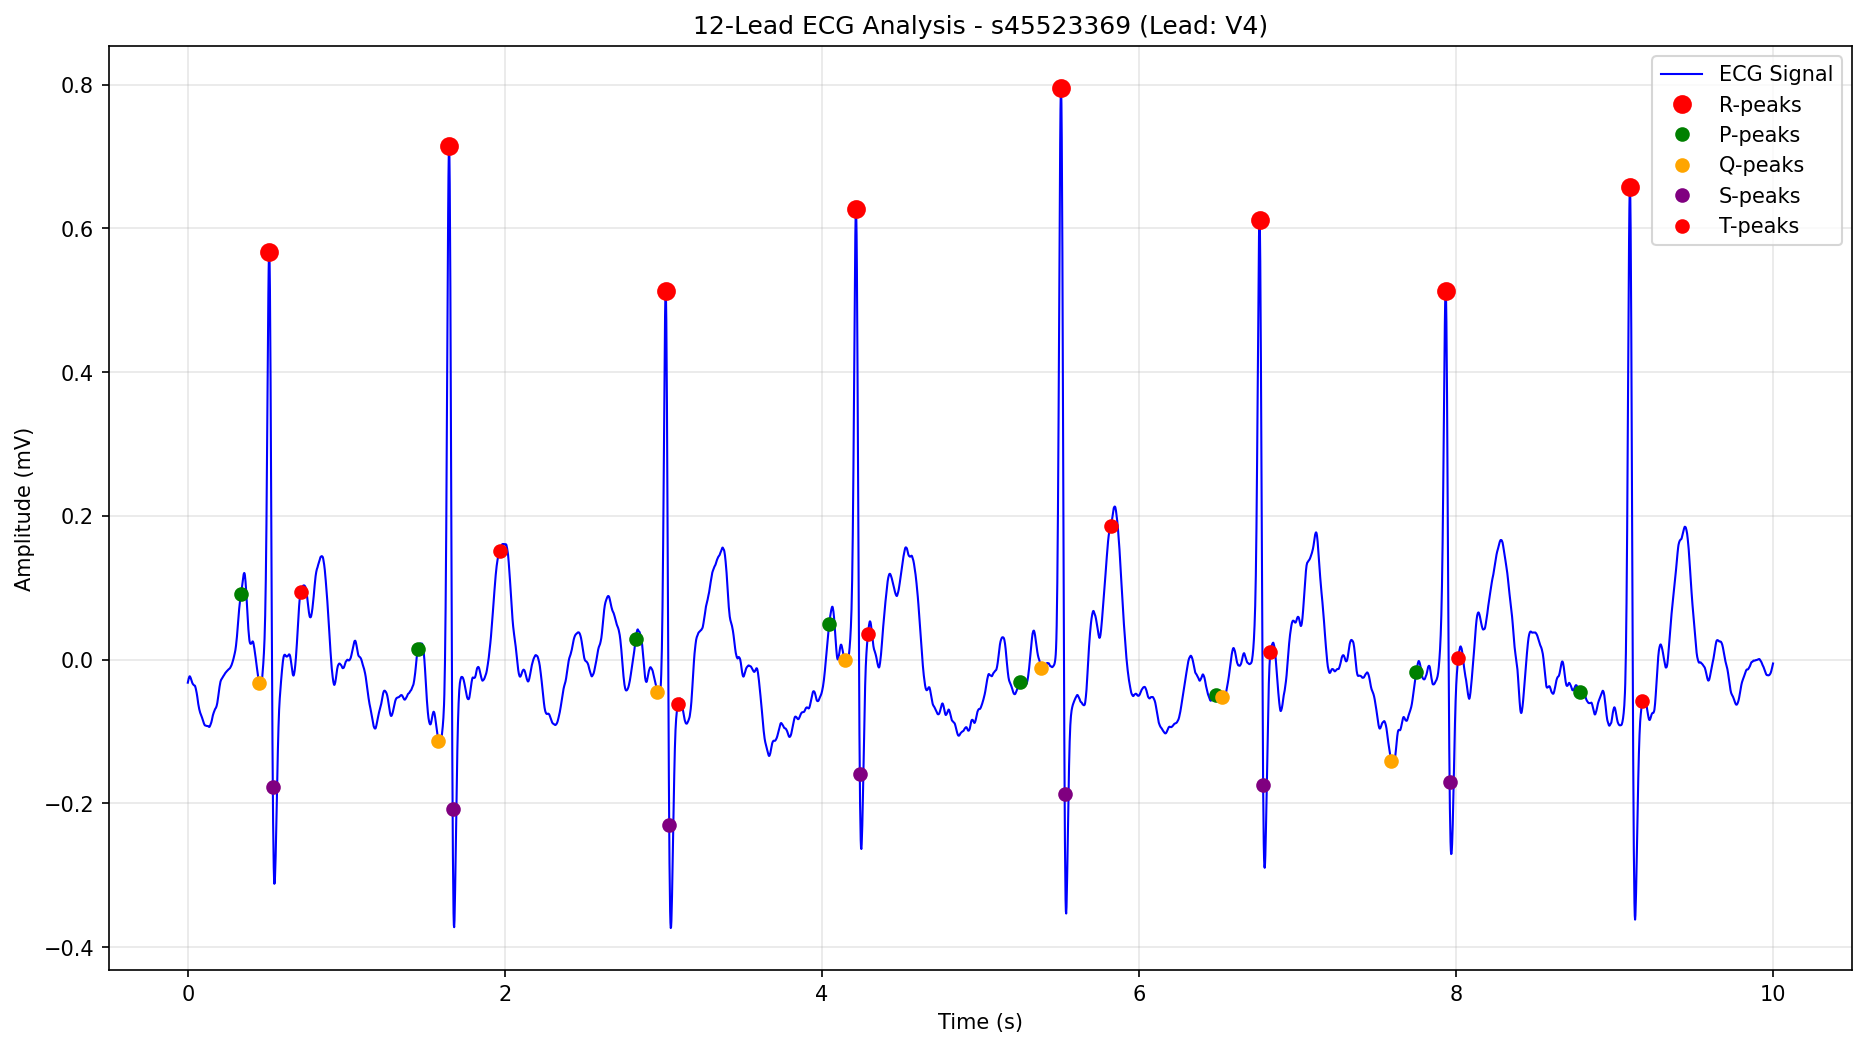 12-Lead ECG Analysis - s45523369 (Lead: V4)
ECG Signal
R-peaks
P-peaks
Q-peaks
S-peaks
T-peaks
Amplitude (mV)
0.8
0.6
0.4
0.2
0.0
−0.2
−0.4
0 2 4 6 8 10
Time (s)